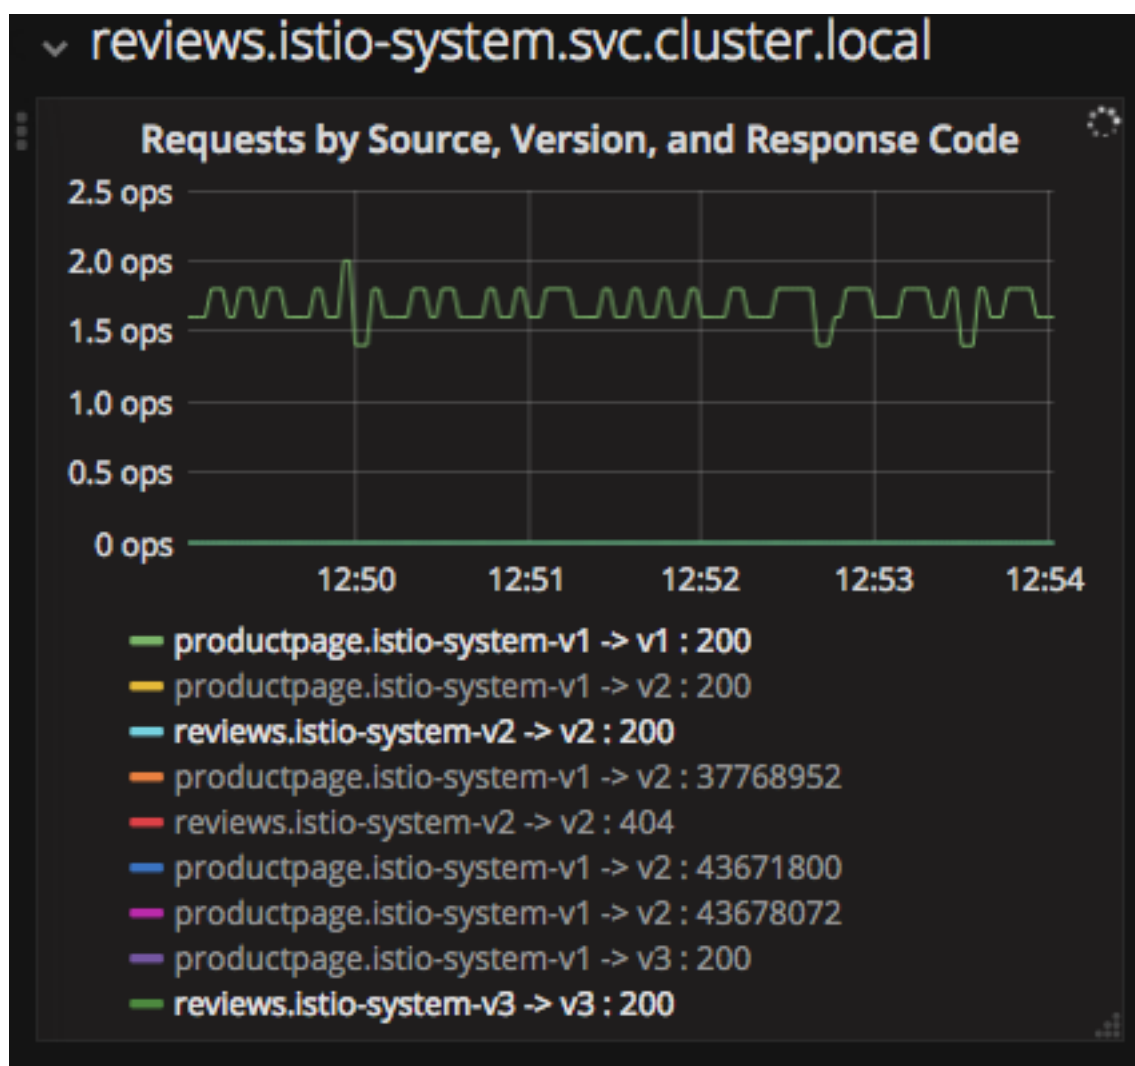 reviews.istio-system.svc.cluster.local
Requests by Source, Version, and Response Code
2.5 ops
2.0 ops
1.5 ops
1.0 ops
0.5 ops
0 ops
12:50 12:51 12:52 12:53 12:54
productpage.istio-system-v1 -> v1 : 200
productpage.istio-system-v1 -> v2 : 200
reviews.istio-system-v2 -> v2 : 200
productpage.istio-system-v1 -> v2 : 37768952
reviews.istio-system-v2 -> v2 : 404
productpage.istio-system-v1 -> v2 : 43671800
productpage.istio-system-v1 -> v2 : 43678072
productpage.istio-system-v1 -> v3 : 200
reviews.istio-system-v3 -> v3 : 200